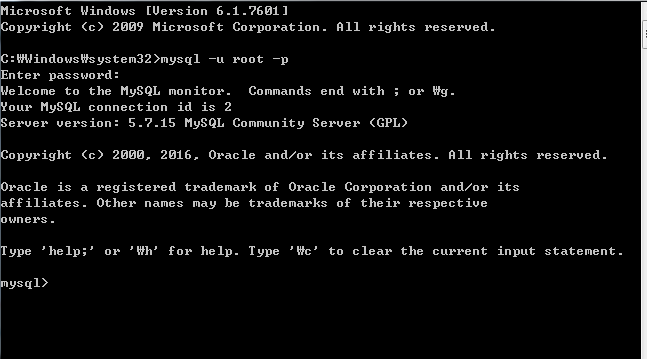 Microsoft Windows [Version 6.1.7601]
Copyright (c) 2009 Microsoft Corporation. All rights reserved.
C:₩Windows₩system32>mysql -u root -p
Enter password:
Welcome to the MySQL monitor.  Commands end with ; or ₩g.
Your MySQL connection id is 2
Server version: 5.7.15 MySQL Community Server (GPL)
Copyright (c) 2000, 2016, Oracle and/or its affiliates. All rights reserved.
Oracle is a registered trademark of Oracle Corporation and/or its
affiliates. Other names may be trademarks of their respective
owners.
Type 'help;' or '₩h' for help. Type '₩c' to clear the current input statement.
mysql>